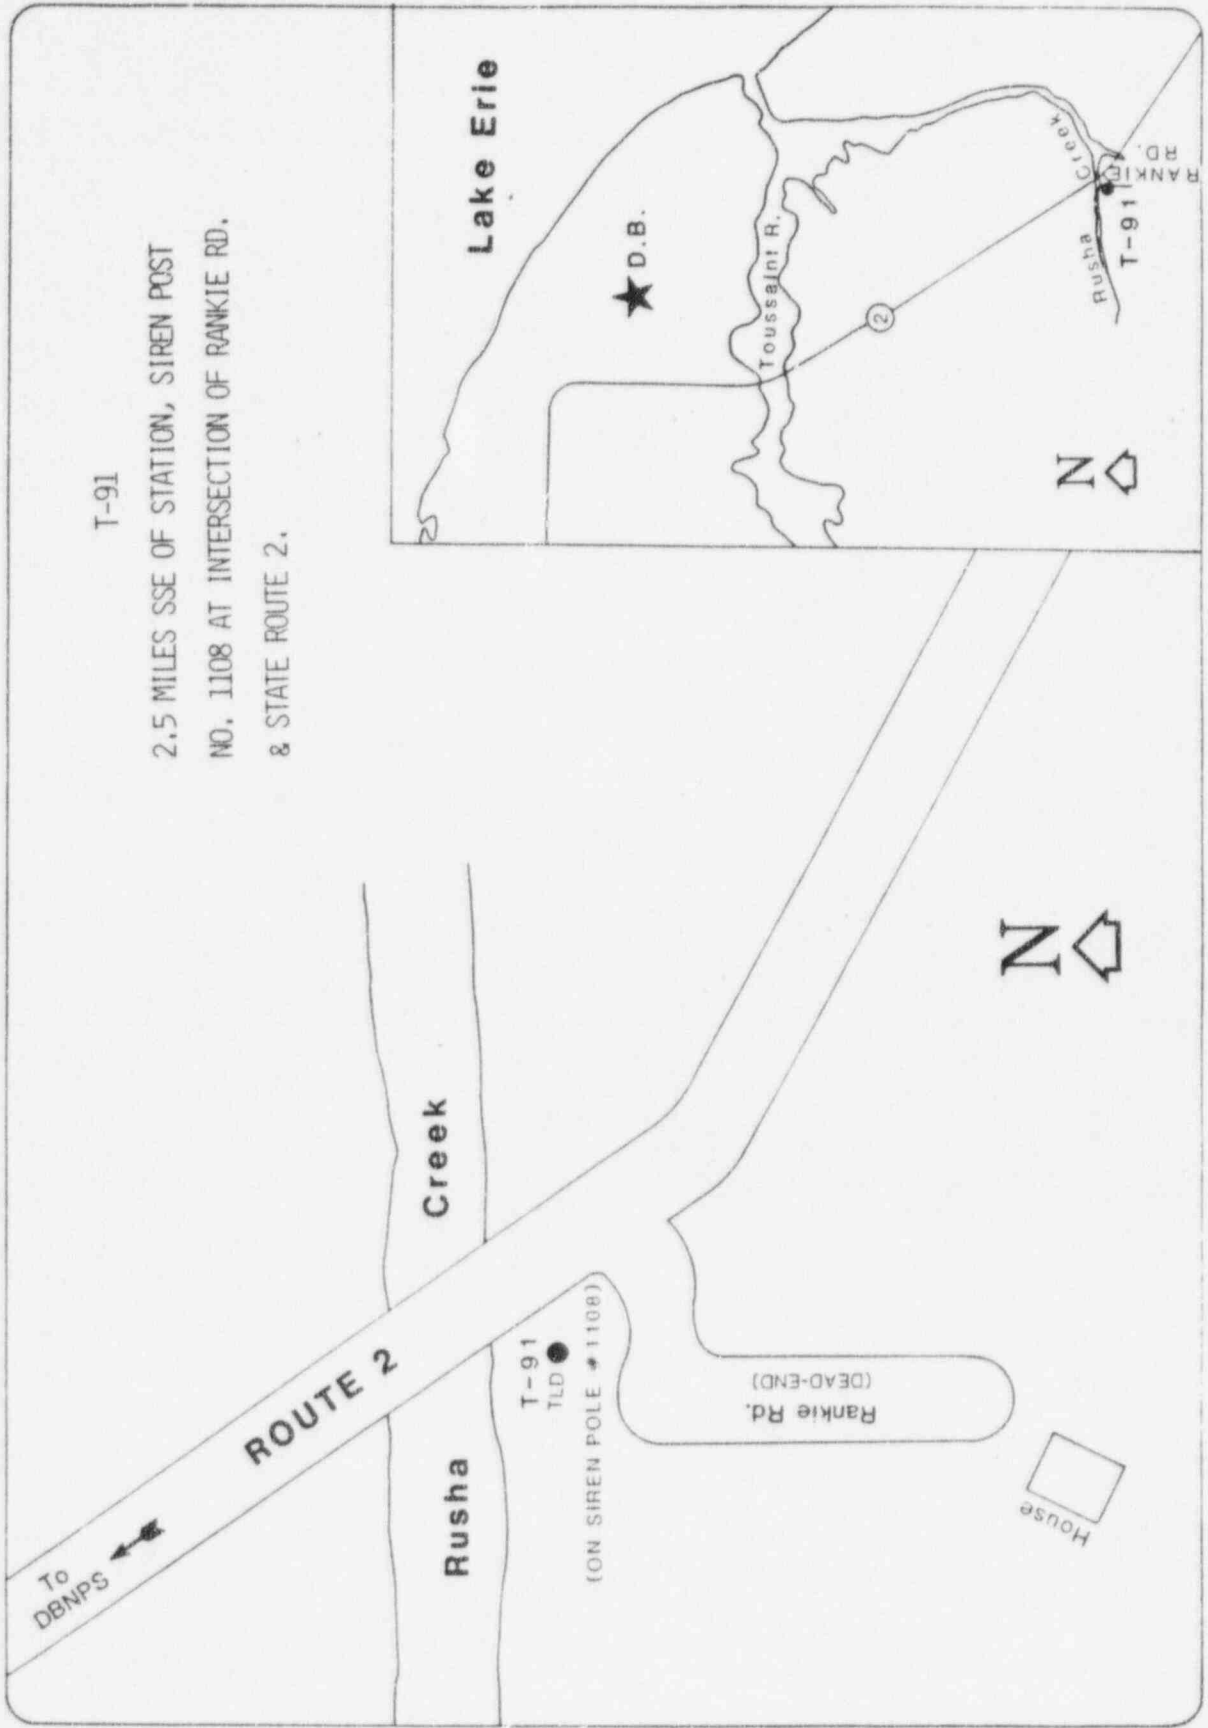 T-91
2.5 MILES SSE OF STATION, SIREN POST
NO. 1108 AT INTERSECTION OF RANKIE RD.
& STATE ROUTE 2.
To
DBNPS
ROUTE 2
Rusha Creek
T-91
TLD
(ON SIREN POLE #1108)
Rankie Rd.
(DEAD-END)
House
N
Lake Erie
D.B.
Toussaint R.
2
Rusha Creek
T-91
RANKIE
RD.
N